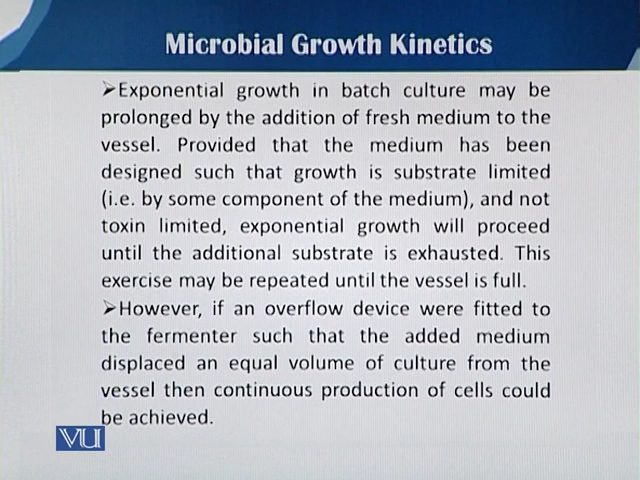 Microbial Growth Kinetics
➢Exponential growth in batch culture may be
prolonged by the addition of fresh medium to the
vessel. Provided that the medium has been
designed such that growth is substrate limited
(i.e. by some component of the medium), and not
toxin limited, exponential growth will proceed
until the additional substrate is exhausted. This
exercise may be repeated until the vessel is full.
➢However, if an overflow device were fitted to
the fermenter such that the added medium
displaced an equal volume of culture from the
vessel then continuous production of cells could
be achieved.
VU